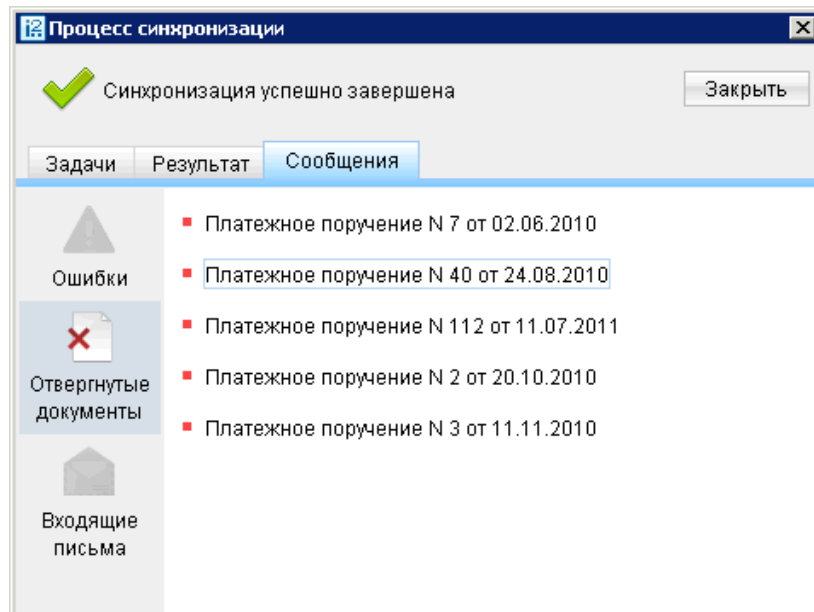 Процесс синхронизации
Синхронизация успешно завершена
Закрыть
Задачи Результат Сообщения
Ошибки
Отвергнутые
документы
Входящие
письма
Платежное поручение N 7 от 02.06.2010
Платежное поручение N 40 от 24.08.2010
Платежное поручение N 112 от 11.07.2011
Платежное поручение N 2 от 20.10.2010
Платежное поручение N 3 от 11.11.2010